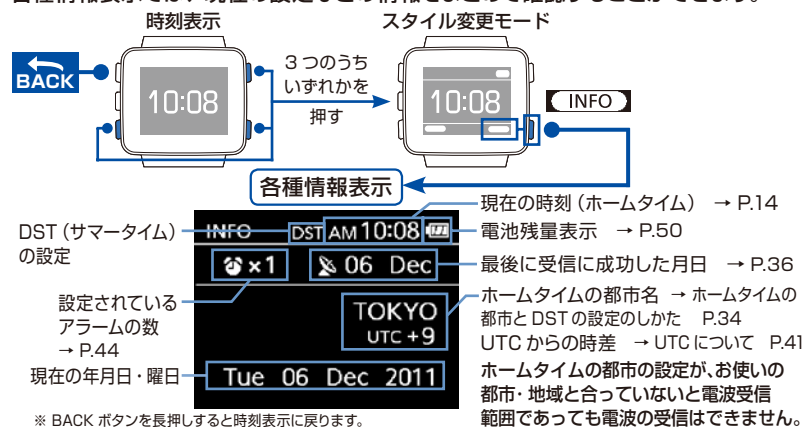 時刻表示
スタイル変更モード
BACK
10:08
3 つのうち
いずれかを
押す
10:08
INFO
各種情報表示
現在の時刻（ホームタイム） → P.14
DST（サマータイム）
の設定
INFO DST AM 10:08
電池残量表示 → P.50
×1 06 Dec
最後に受信に成功した月日 → P.36
設定されている
アラームの数
→ P.44
TOKYO
UTC +9
ホームタイムの都市名 → ホームタイムの
都市と DST の設定のしかた P.34
UTC からの時差 → UTC について P.41
現在の年月日・曜日
Tue 06 Dec 2011
ホームタイムの都市の設定が、お使いの
都市・地域と合っていないと電波受信
範囲であっても電波の受信はできません。
※ BACK ボタンを長押しすると時刻表示に戻ります。